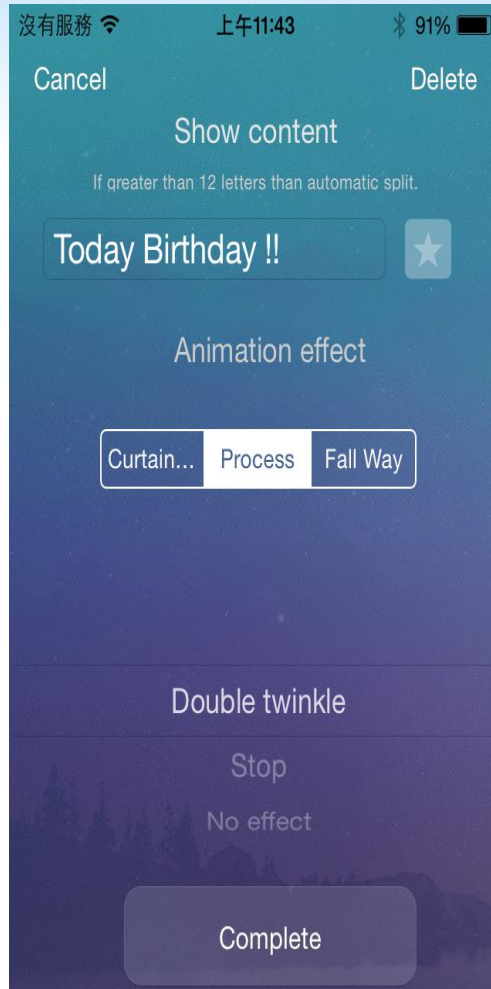 沒有服務 上午11:43 91%
Cancel Delete
Show content
If greater than 12 letters than automatic split.
Today Birthday !!
Animation effect
Curtain... Process Fall Way
Double twinkle
Stop
No effect
Complete